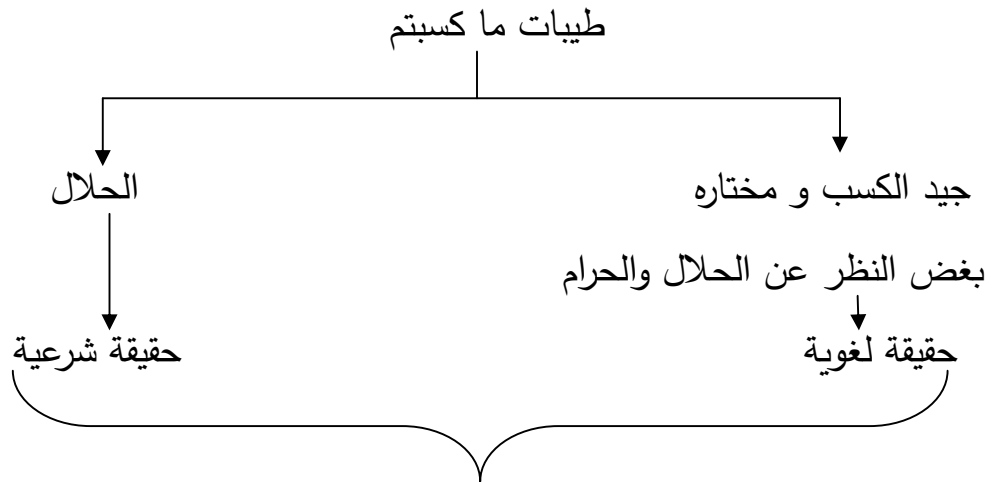 طيبات ما كسبتم
جيد الكسب و مختاره
الحلال
بغض النظر عن الحلال والحرام
حقيقة لغوية
حقيقة شرعية